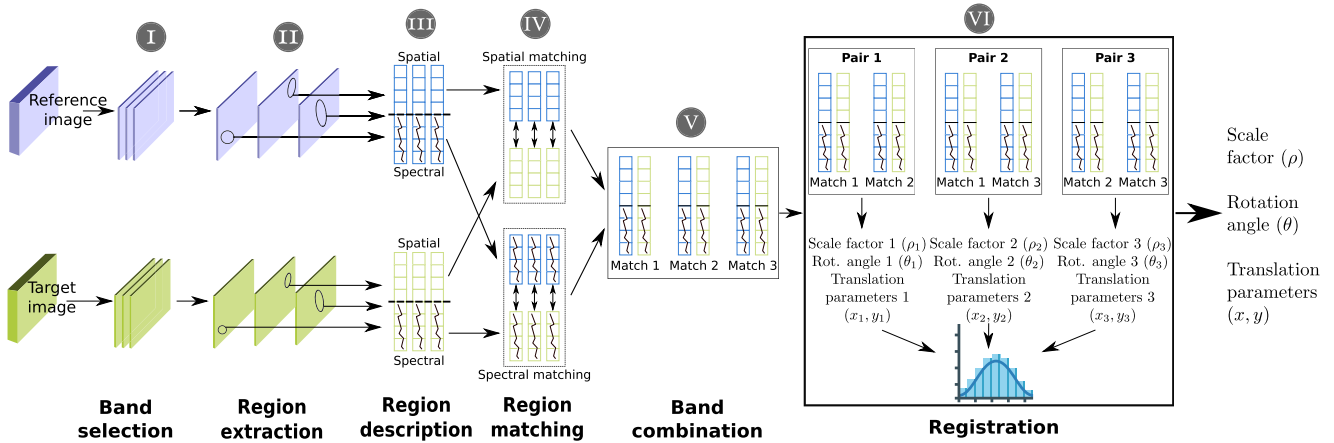 I
II
III
IV
V
VI
Reference
image
Target
image
Spatial
Spectral
Spatial
Spectral
Spatial matching
Spectral matching
Match 1 Match 2 Match 3
Pair 1
Match 1 Match 2
Pair 2
Match 1 Match 3
Pair 3
Match 2 Match 3
Scale factor 1 (ρ₁)
Rot. angle 1 (θ₁)
Translation
parameters 1
(x₁, y₁)
Scale factor 2 (ρ₂)
Rot. angle 2 (θ₂)
Translation
parameters 2
(x₂, y₂)
Scale factor 3 (ρ₃)
Rot. angle 3 (θ₃)
Translation
parameters 3
(x₃, y₃)
Scale
factor (ρ)
Rotation
angle (θ)
Translation
parameters
(x, y)
Band
selection
Region
extraction
Region
description
Region
matching
Band
combination
Registration